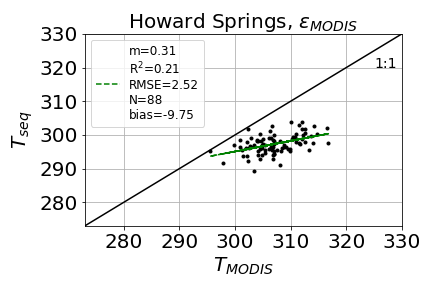 Howard Springs, ε_MODIS
m=0.31
R²=0.21
RMSE=2.52
N=88
bias=-9.75
1:1
330
320
310
300
290
280
T_seq
280 290 300 310 320 330
T_MODIS